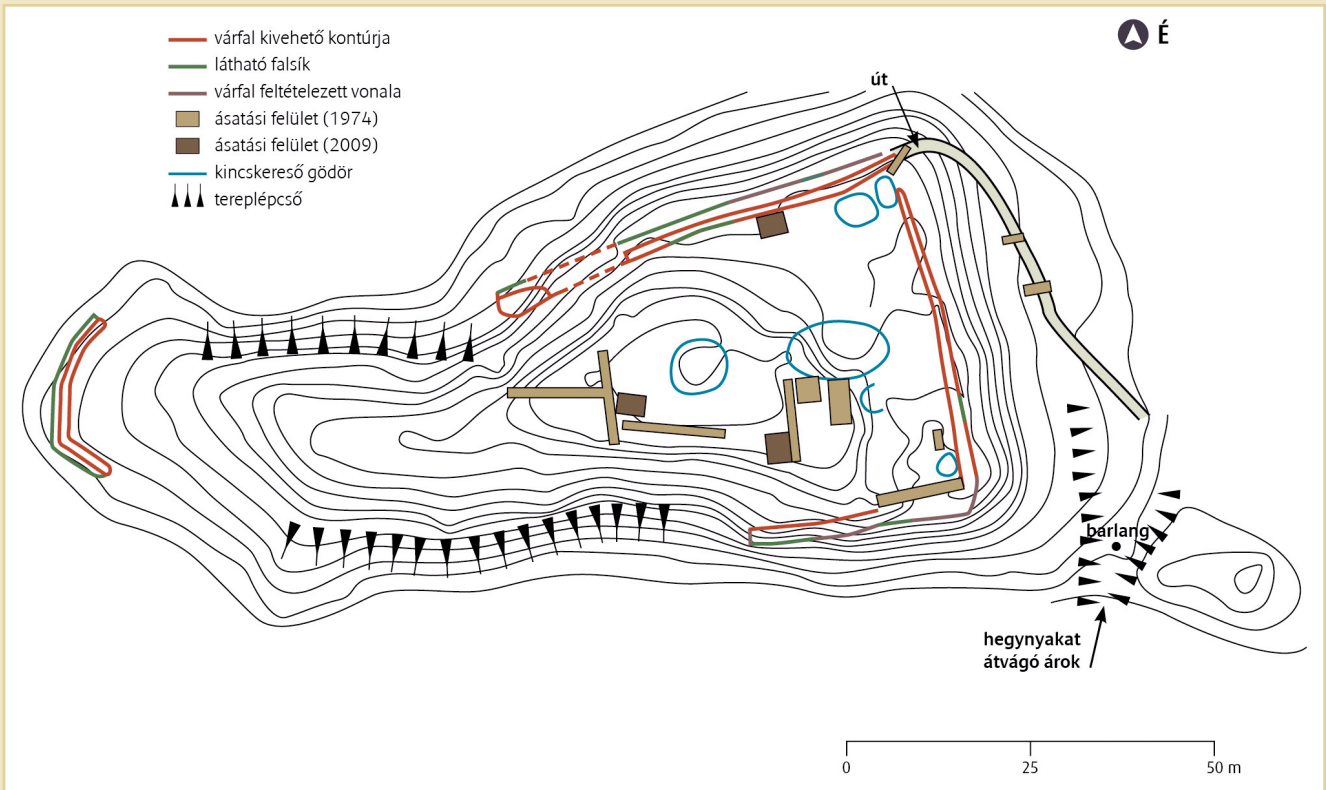 várfal kivehető kontúrja
látható falsík
várfal feltételezett vonala
ásatási felület (1974)
ásatási felület (2009)
kincskereső gödör
tereplépcső
É
út
barlang
hegynyakat
átvágó árok
0 25 50 m